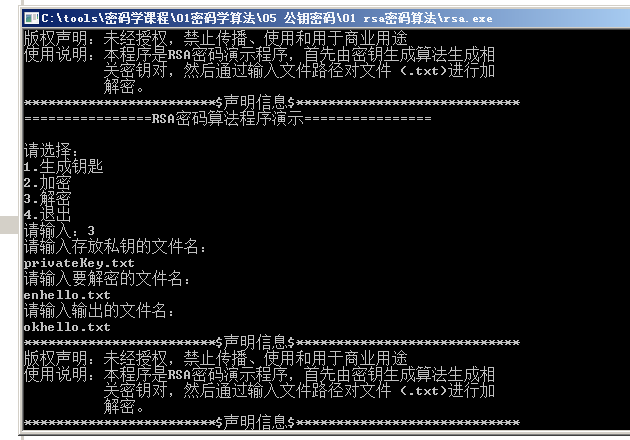 C:\tools\密码学课程\01密码学算法\05 公钥密码\01 rsa密码算法\rsa.exe
版权声明：未经授权，禁止传播、使用和用于商业用途
使用说明：本程序是RSA密码演示程序，首先由密钥生成算法生成相
关密钥对，然后通过输入文件路径对文件 (.txt)进行加
解密。
************************$声明信息$****************************
================RSA密码算法程序演示================
请选择：
1.生成钥匙
2.加密
3.解密
4.退出
请输入：3
请输入存放私钥的文件名：
privateKey.txt
请输入要解密的文件名：
enhello.txt
请输入输出的文件名：
okhello.txt
************************$声明信息$****************************
版权声明：未经授权，禁止传播、使用和用于商业用途
使用说明：本程序是RSA密码演示程序，首先由密钥生成算法生成相
关密钥对，然后通过输入文件路径对文件 (.txt)进行加
解密。
************************$声明信息$****************************